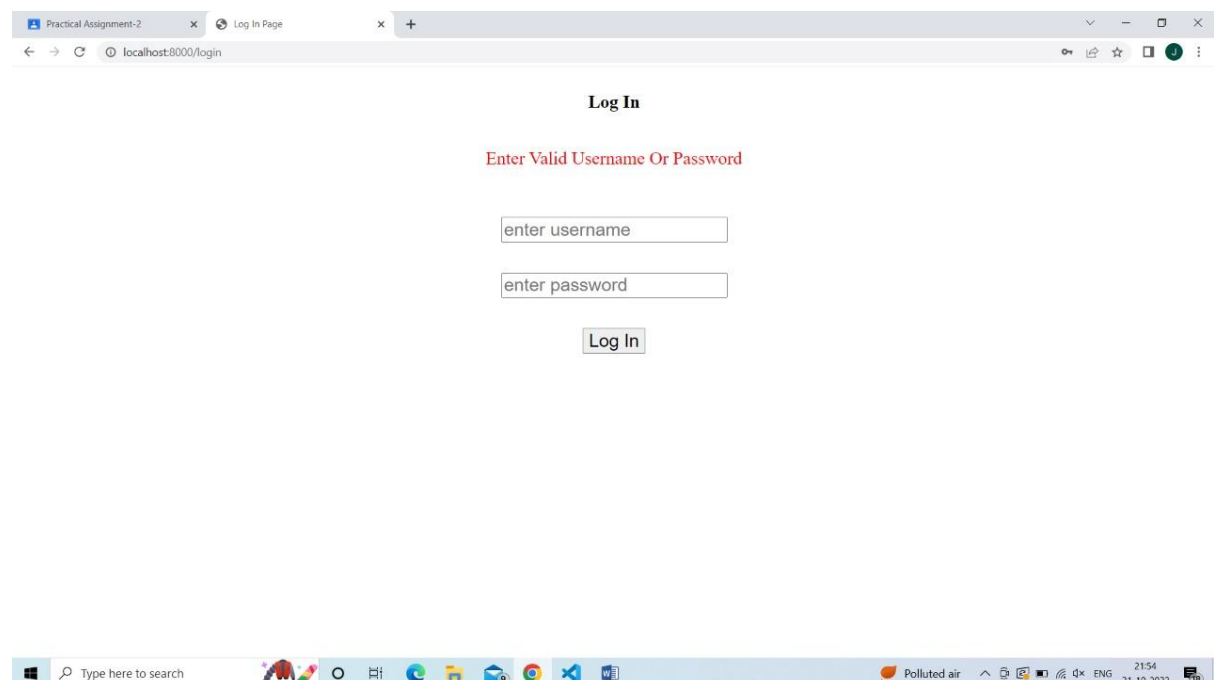 Practical Assignment-2
Log In Page
localhost:8000/login
J
Log In
Enter Valid Username Or Password
enter username
enter password
Log In
Type here to search
Polluted air
ENG
21:54